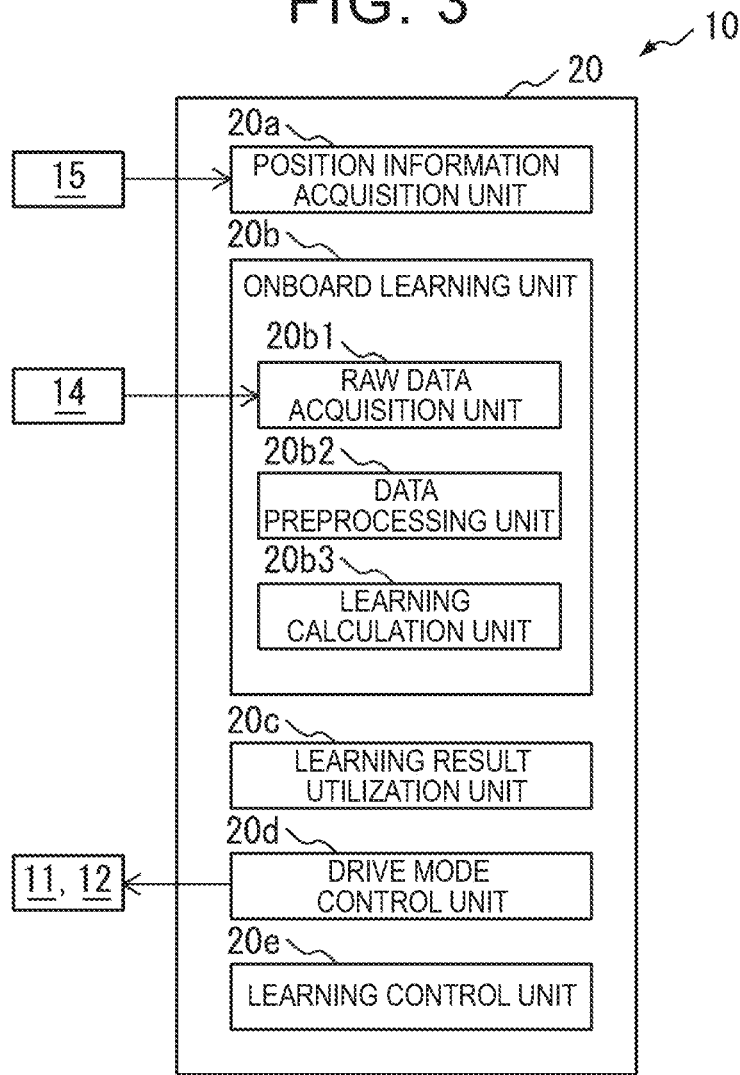 FIG. 3
10
20
20a
15
POSITION INFORMATION
ACQUISITION UNIT
20b
ONBOARD LEARNING UNIT
20b1
14
RAW DATA
ACQUISITION UNIT
20b2
DATA
PREPROCESSING UNIT
20b3
LEARNING
CALCULATION UNIT
20c
LEARNING RESULT
UTILIZATION UNIT
20d
11, 12
DRIVE MODE
CONTROL UNIT
20e
LEARNING CONTROL UNIT